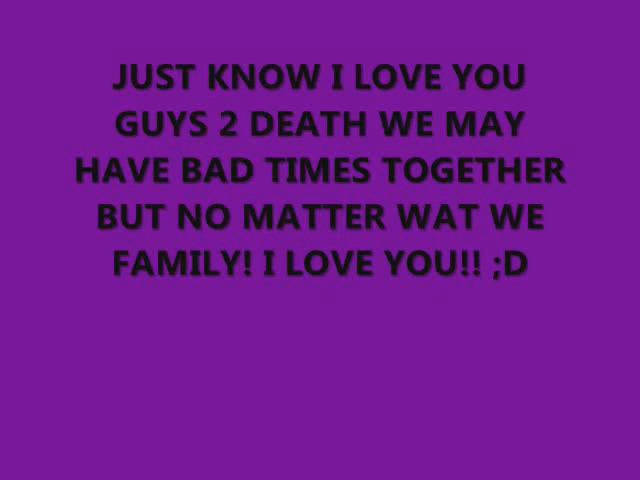 JUST KNOW I LOVE YOU
GUYS 2 DEATH WE MAY
HAVE BAD TIMES TOGETHER
BUT NO MATTER WAT WE
FAMILY! I LOVE YOU!! ;D